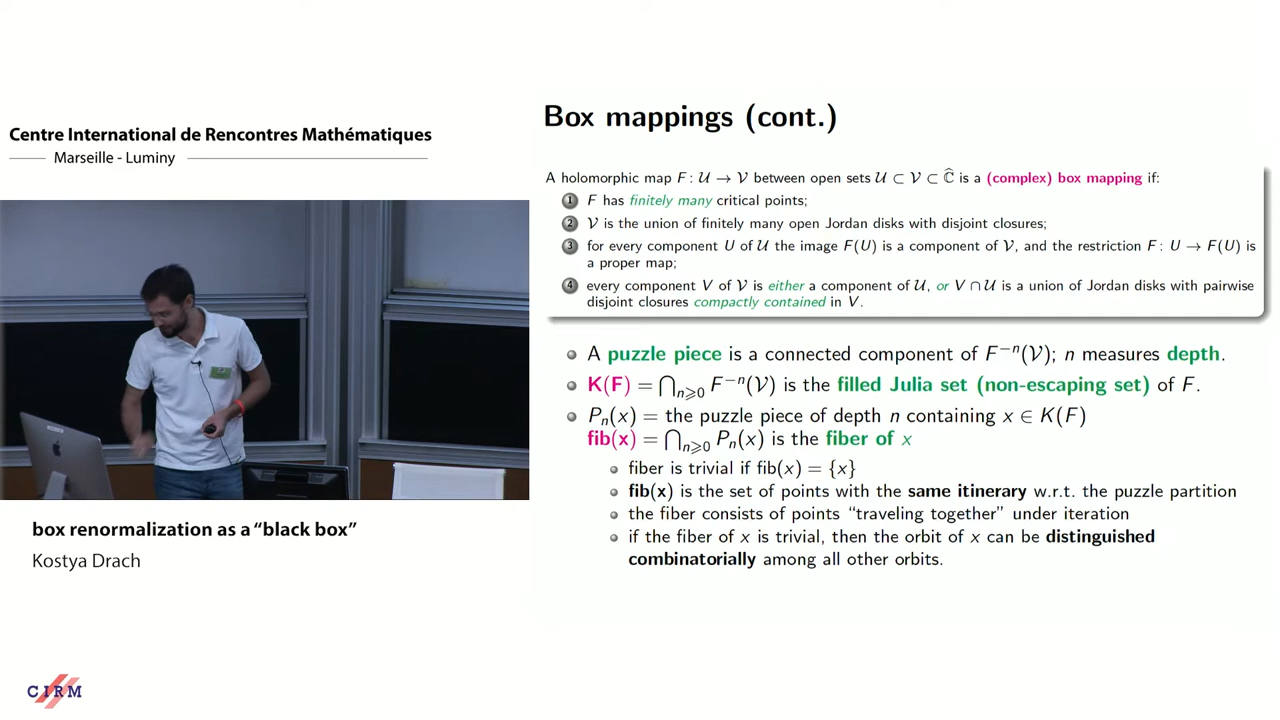 Centre International de Rencontres Mathématiques
Marseille - Luminy
box renormalization as a “black box”
Kostya Drach
CIRM
Box mappings (cont.)
A holomorphic map F: 𝒰 → 𝒱 between open sets 𝒰 ⊂ 𝒱 ⊂ ℂ̂ is a (complex) box mapping if:
1 F has finitely many critical points;
2 𝒱 is the union of finitely many open Jordan disks with disjoint closures;
3 for every component U of 𝒰 the image F(U) is a component of 𝒱, and the restriction F: U → F(U) is
a proper map;
4 every component V of 𝒱 is either a component of 𝒰, or V ∩ 𝒰 is a union of Jordan disks with pairwise
disjoint closures compactly contained in V.
A puzzle piece is a connected component of F⁻ⁿ(𝒱); n measures depth.
K(F) = ⋂ₙ⩾₀ F⁻ⁿ(𝒱) is the filled Julia set (non-escaping set) of F.
Pₙ(x) = the puzzle piece of depth n containing x ∈ K(F)
fib(x) = ⋂ₙ⩾₀ Pₙ(x) is the fiber of x
fiber is trivial if fib(x) = {x}
fib(x) is the set of points with the same itinerary w.r.t. the puzzle partition
the fiber consists of points “traveling together” under iteration
if the fiber of x is trivial, then the orbit of x can be distinguished
combinatorially among all other orbits.